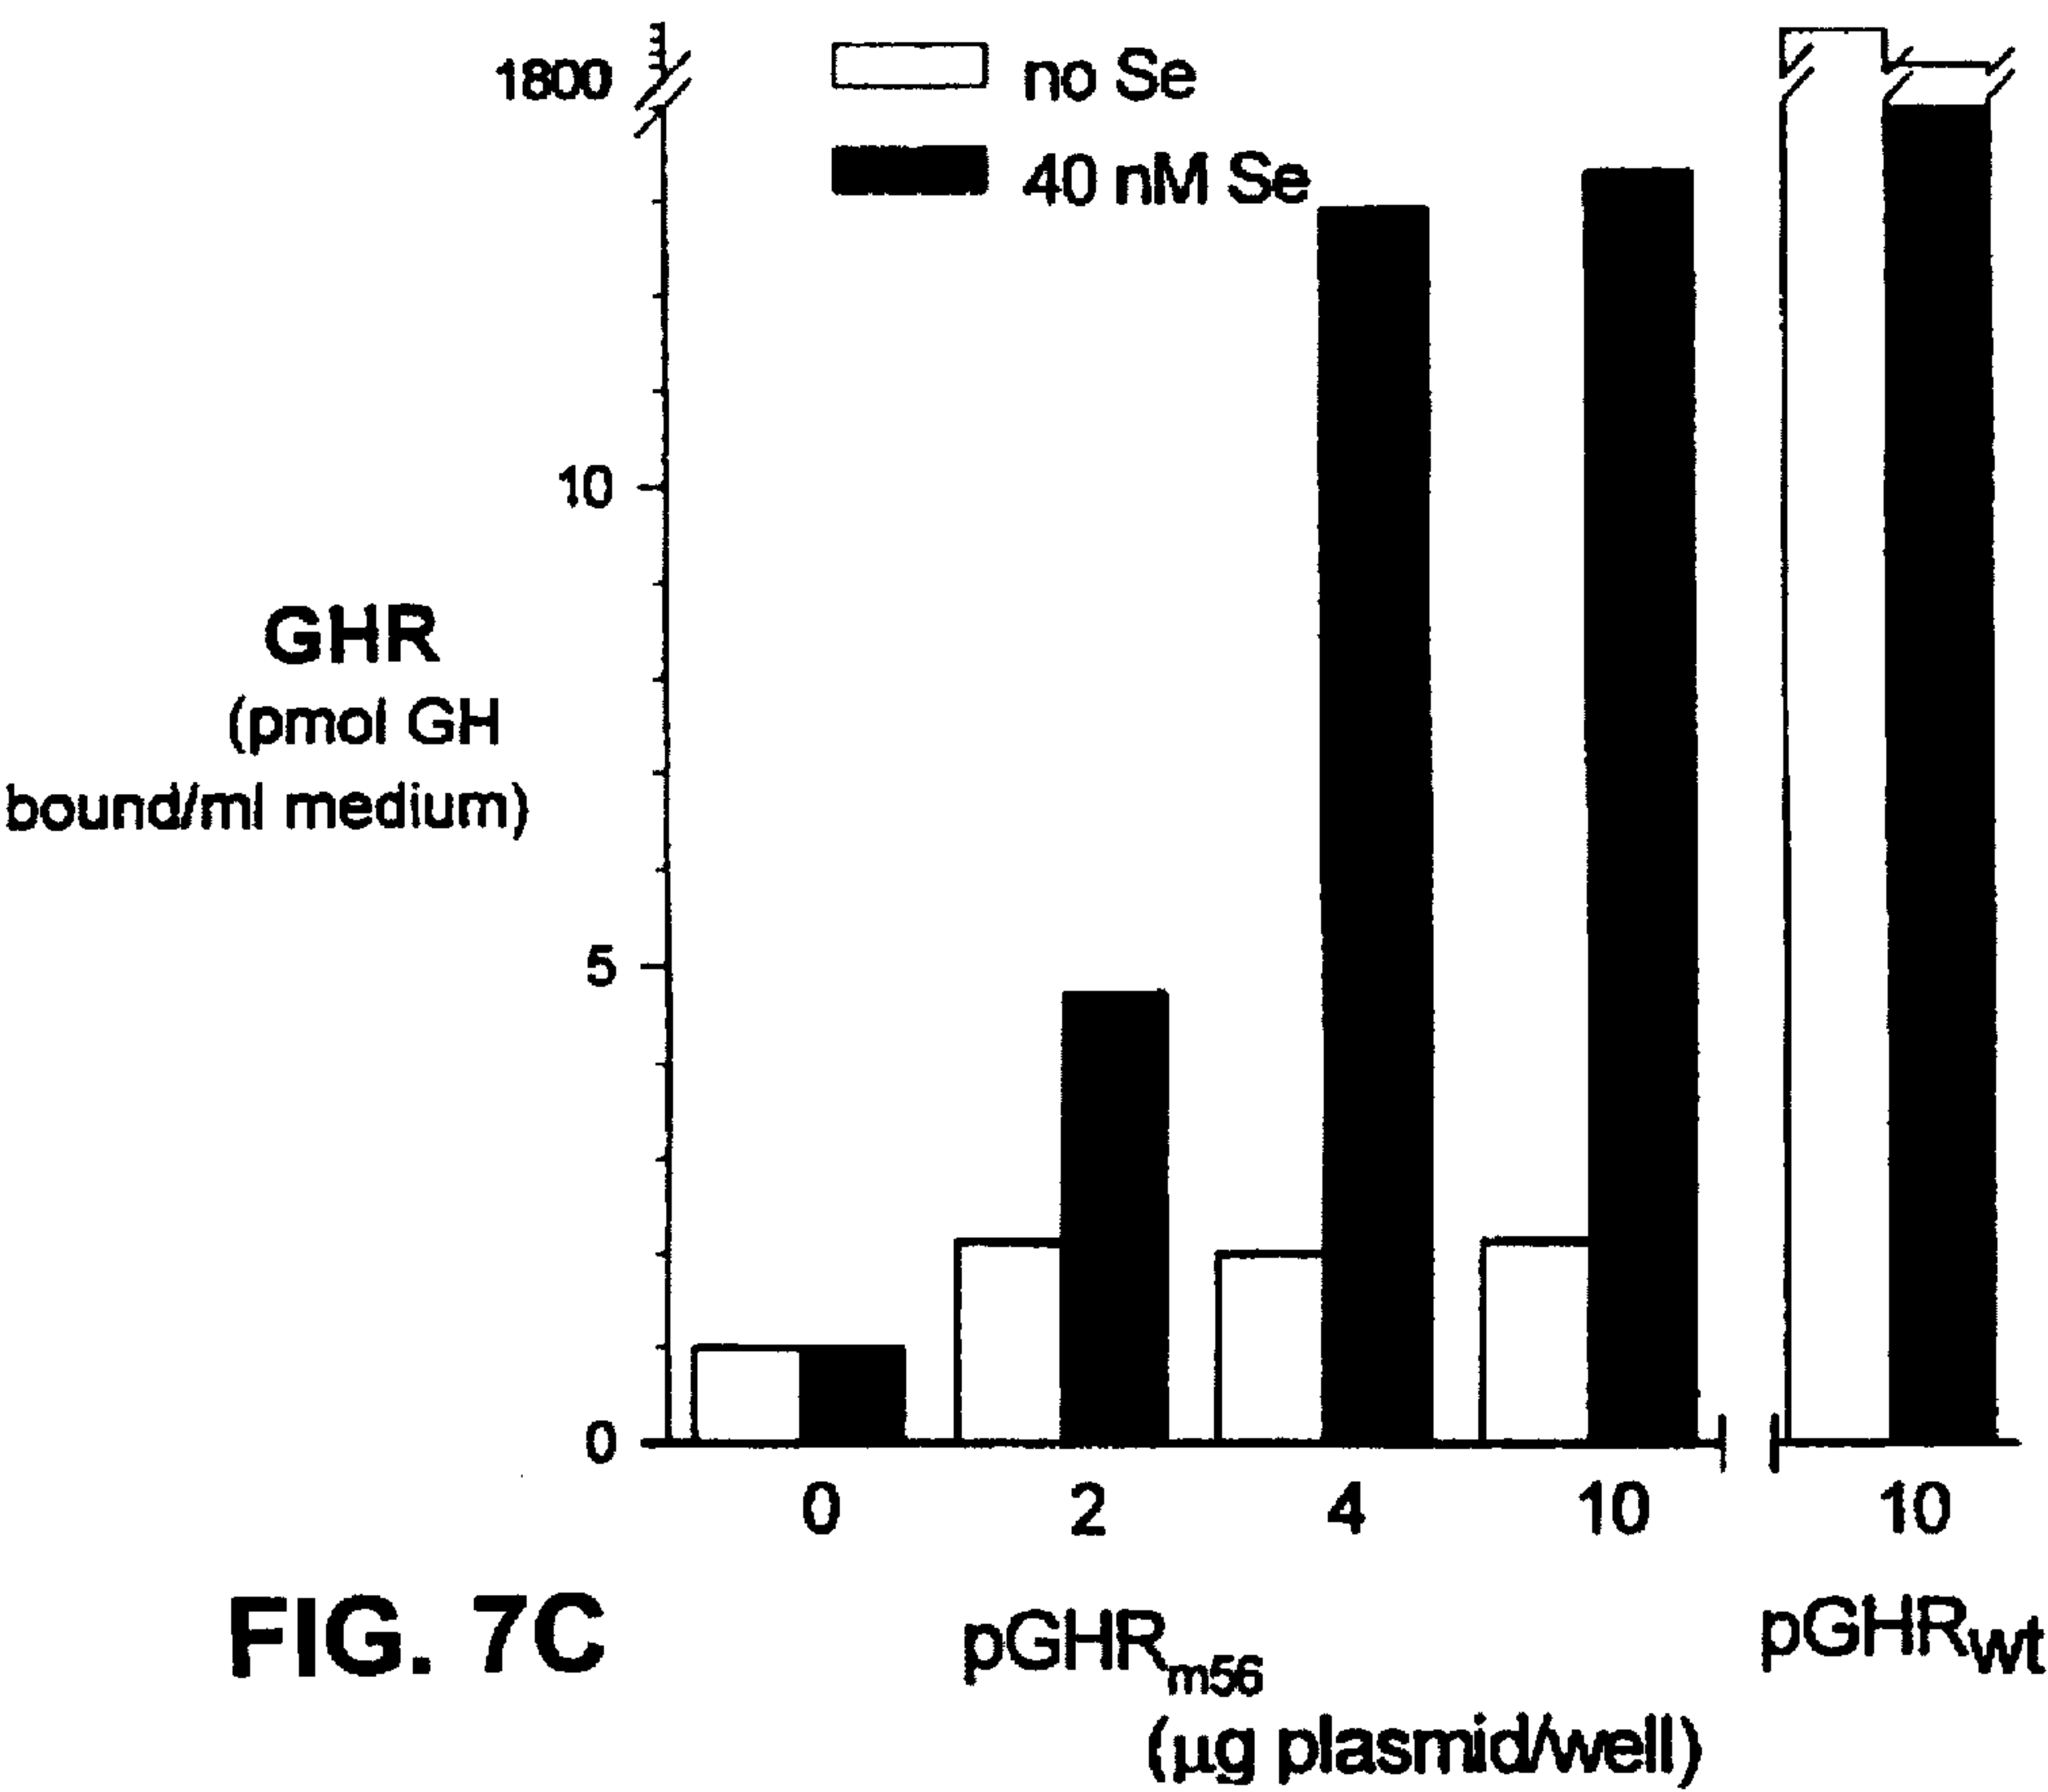 1800
no Se
40 nM Se
10
GHR
(pmol GH
bound/ml medium)
5
0
0 2 4 10 10
FIG. 7C
pGHRm56
pGHRwt
(μg plasmid/well)